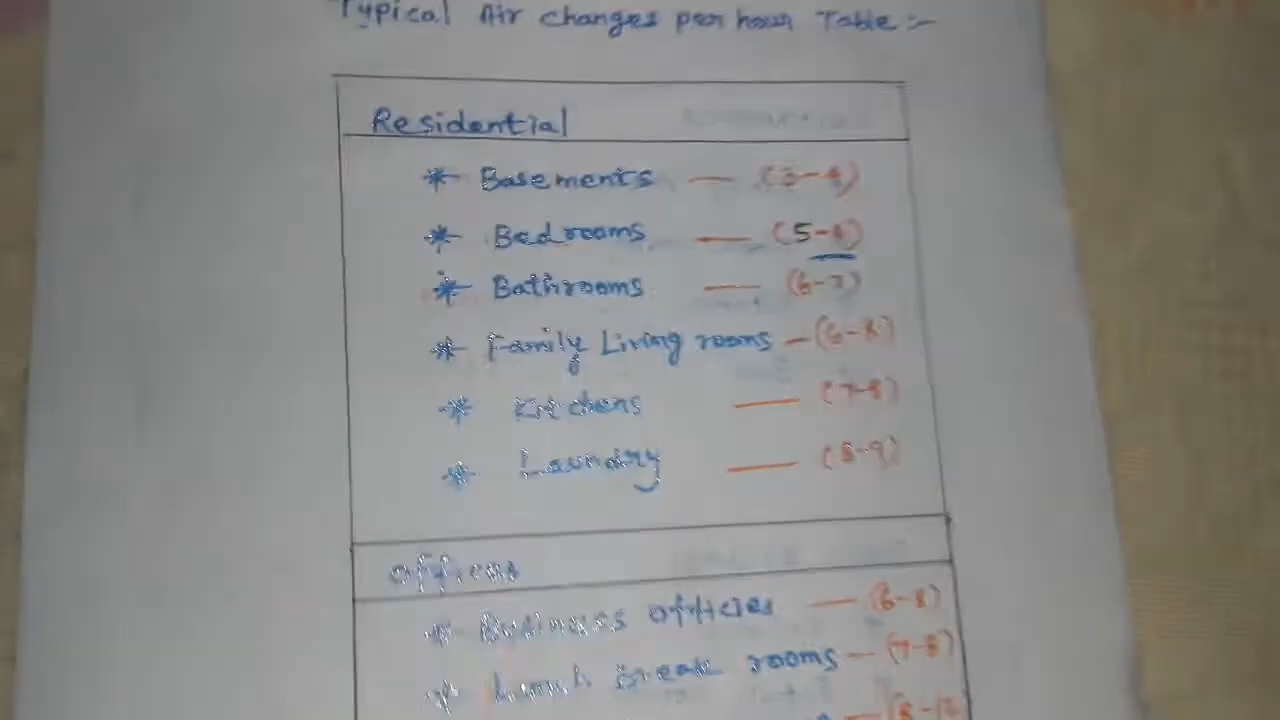 Typical Air changes per hour Table :-
Residential
* Basements — (3-4)
* Bedrooms — (5-6)
* Bathrooms — (6-7)
* Family Living rooms — (6-8)
* Kitchens — (7-8)
* Laundry — (8-9)
Offices
* Business offices — (6-8)
* Lunch Break rooms — (7-8)